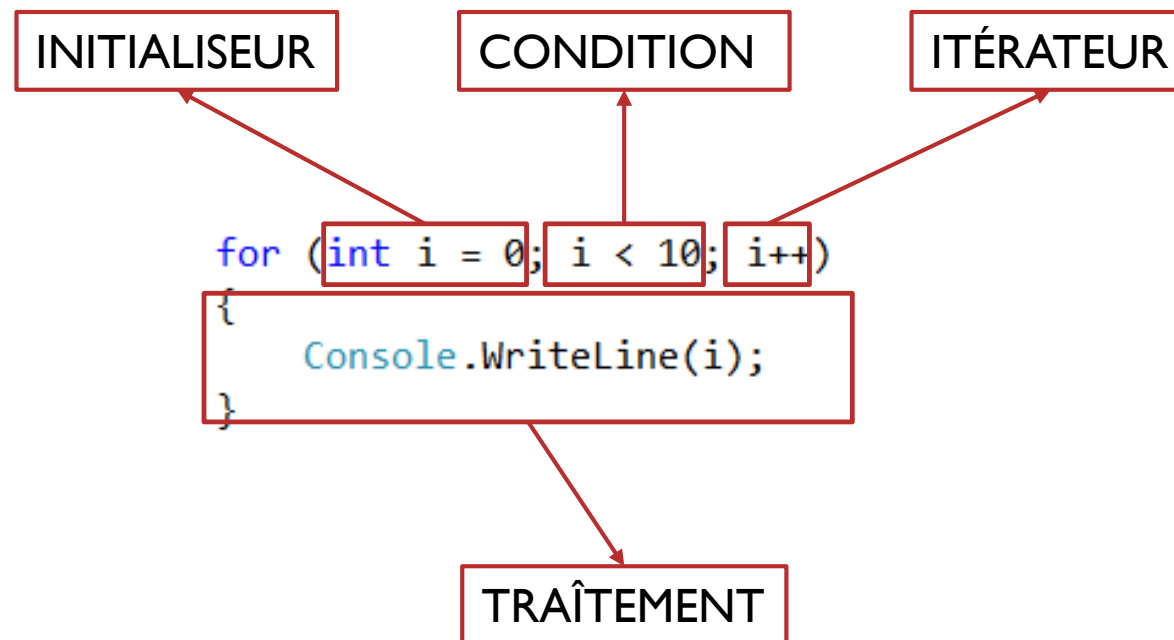 INITIALISEUR CONDITION ITÉRATEUR
for (int i = 0; i < 10; i++)
{
Console.WriteLine(i);
}
TRAÎTEMENT